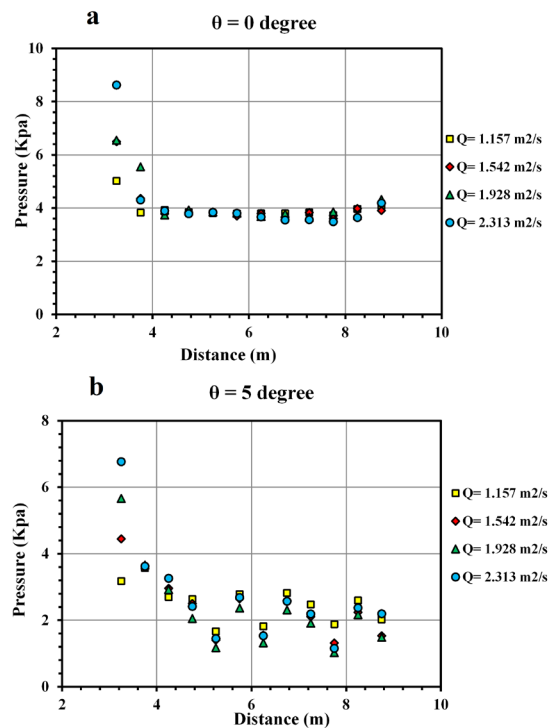 a
θ = 0 degree
Pressure (Kpa)
10
8
6
4
2
0
2 4 6 8 10
Distance (m)
Q= 1.157 m2/s
Q= 1.542 m2/s
Q= 1.928 m2/s
Q= 2.313 m2/s
b
θ = 5 degree
Pressure (Kpa)
8
6
4
2
0
2 4 6 8 10
Distance (m)
Q= 1.157 m2/s
Q= 1.542 m2/s
Q= 1.928 m2/s
Q= 2.313 m2/s